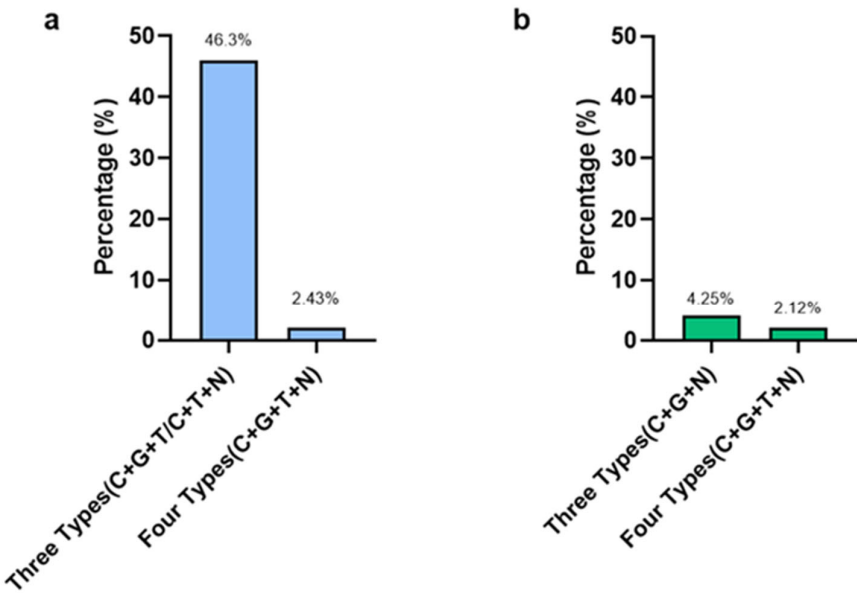 a
46.3%
2.43%
50
40
30
20
10
0
Percentage (%)
Three Types(C+G+T/C+T+N)
Four Types(C+G+T+N)
b
4.25%
2.12%
50
40
30
20
10
0
Percentage (%)
Three Types(C+G+N)
Four Types(C+G+T+N)